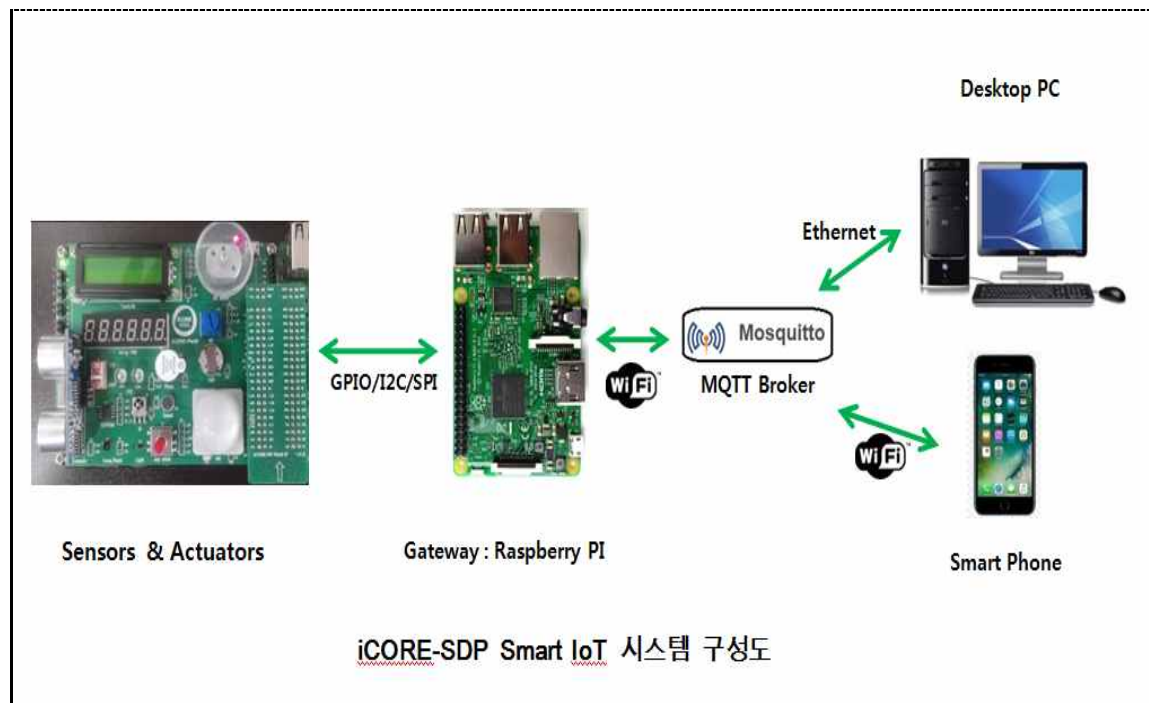 Desktop PC
Ethernet
Mosquitto
MQTT Broker
GPIO/I2C/SPI
WiFi
WiFi
Sensors & Actuators
Gateway : Raspberry PI
Smart Phone
iCORE-SDP Smart IoT 시스템 구성도